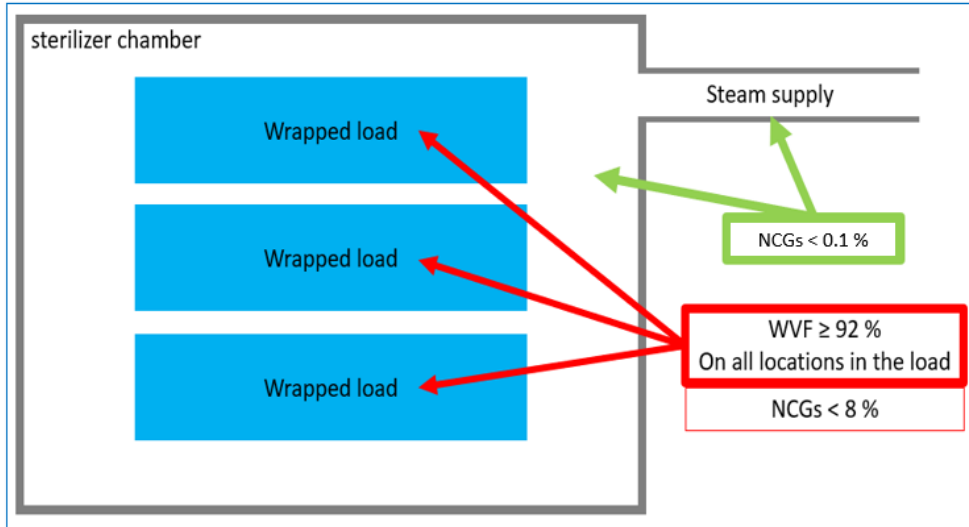 sterilizer chamber
Steam supply
Wrapped load
NCGs < 0.1 %
Wrapped load
WVF ≥ 92 %
On all locations in the load
Wrapped load
NCGs < 8 %